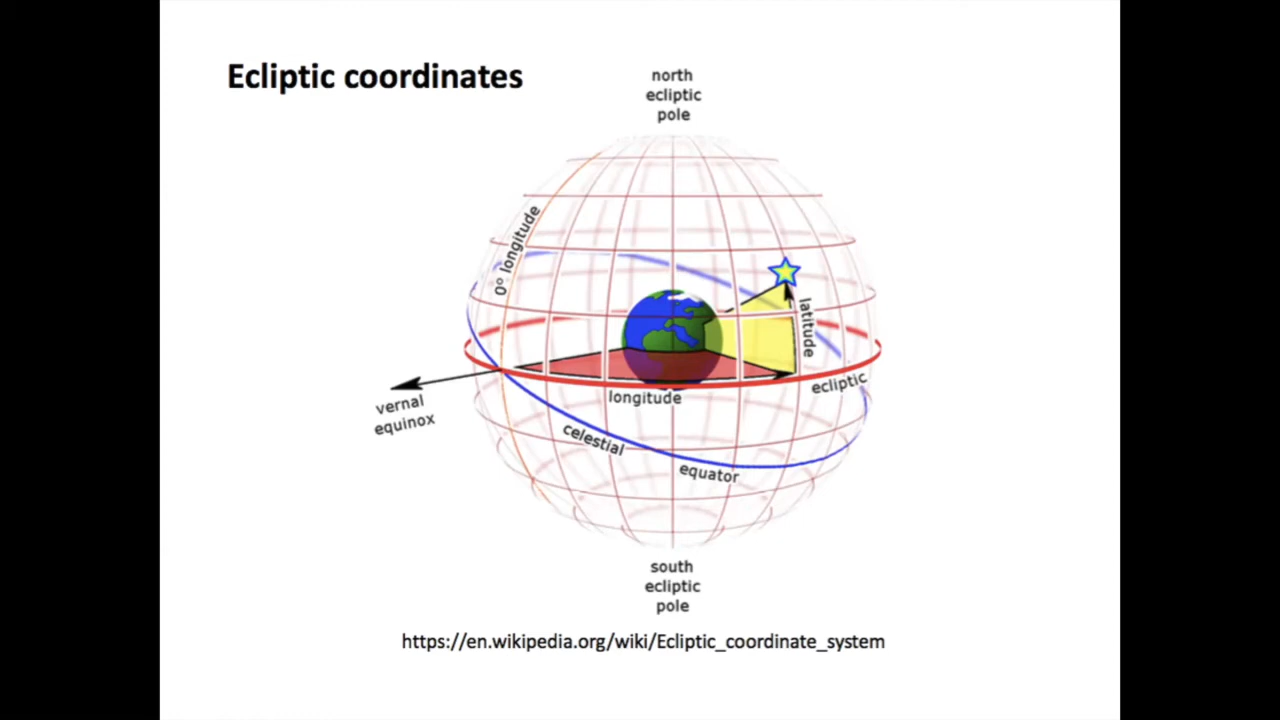 Ecliptic coordinates
north
ecliptic
pole
0° longitude
latitude
ecliptic
longitude
vernal
equinox
celestial
equator
south
ecliptic
pole
https://en.wikipedia.org/wiki/Ecliptic_coordinate_system